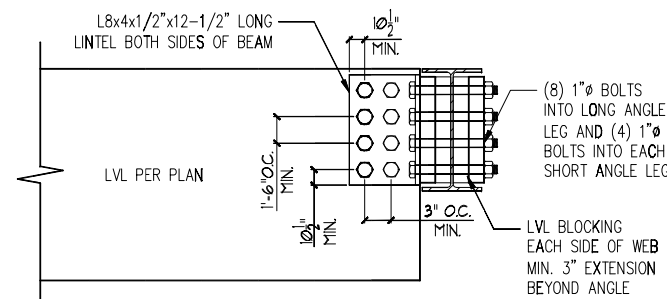 L8x4x1/2"x12-1/2" LONG
LINTEL BOTH SIDES OF BEAM
10½"
MIN.
(8) 1"ø BOLTS
INTO LONG ANGLE
LEG AND (4) 1"ø
BOLTS INTO EACH
SHORT ANGLE LEG
LVL PER PLAN
1'-6" O.C.
MIN.
10½"
MIN.
3" O.C.
MIN.
LVL BLOCKING
EACH SIDE OF WEB
MIN. 3" EXTENSION
BEYOND ANGLE